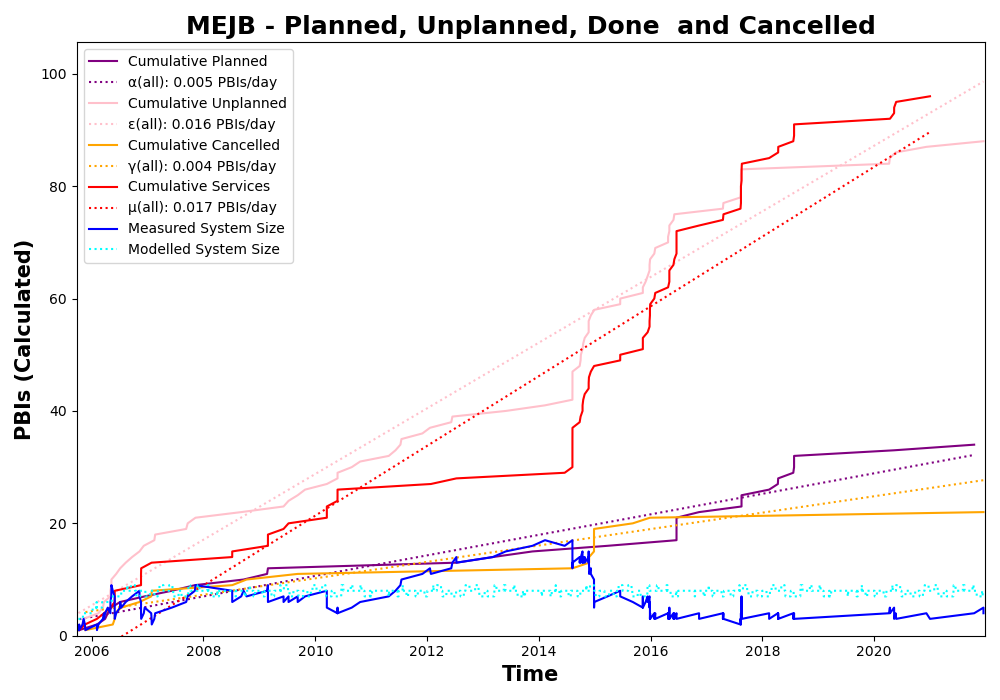 MEJB - Planned, Unplanned, Done  and Cancelled
PBIs (Calculated)
100
80
60
40
20
0
Cumulative Planned
α(all): 0.005 PBIs/day
Cumulative Unplanned
ε(all): 0.016 PBIs/day
Cumulative Cancelled
γ(all): 0.004 PBIs/day
Cumulative Services
μ(all): 0.017 PBIs/day
Measured System Size
Modelled System Size
2006 2008 2010 2012 2014 2016 2018 2020
Time